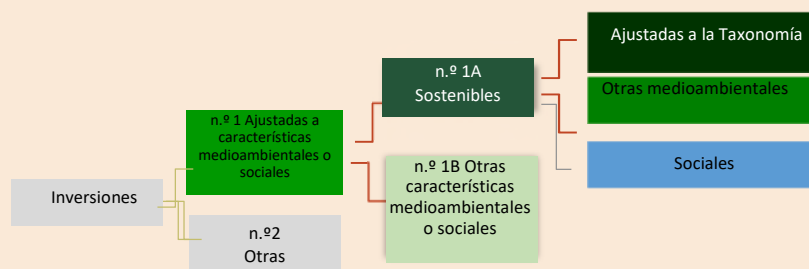 Inversiones
n.º 1 Ajustadas a
características
medioambientales o
sociales
n.º2
Otras
n.º 1A
Sostenibles
n.º 1B Otras
características
medioambientales
o sociales
Ajustadas a la Taxonomía
Otras medioambientales
Sociales